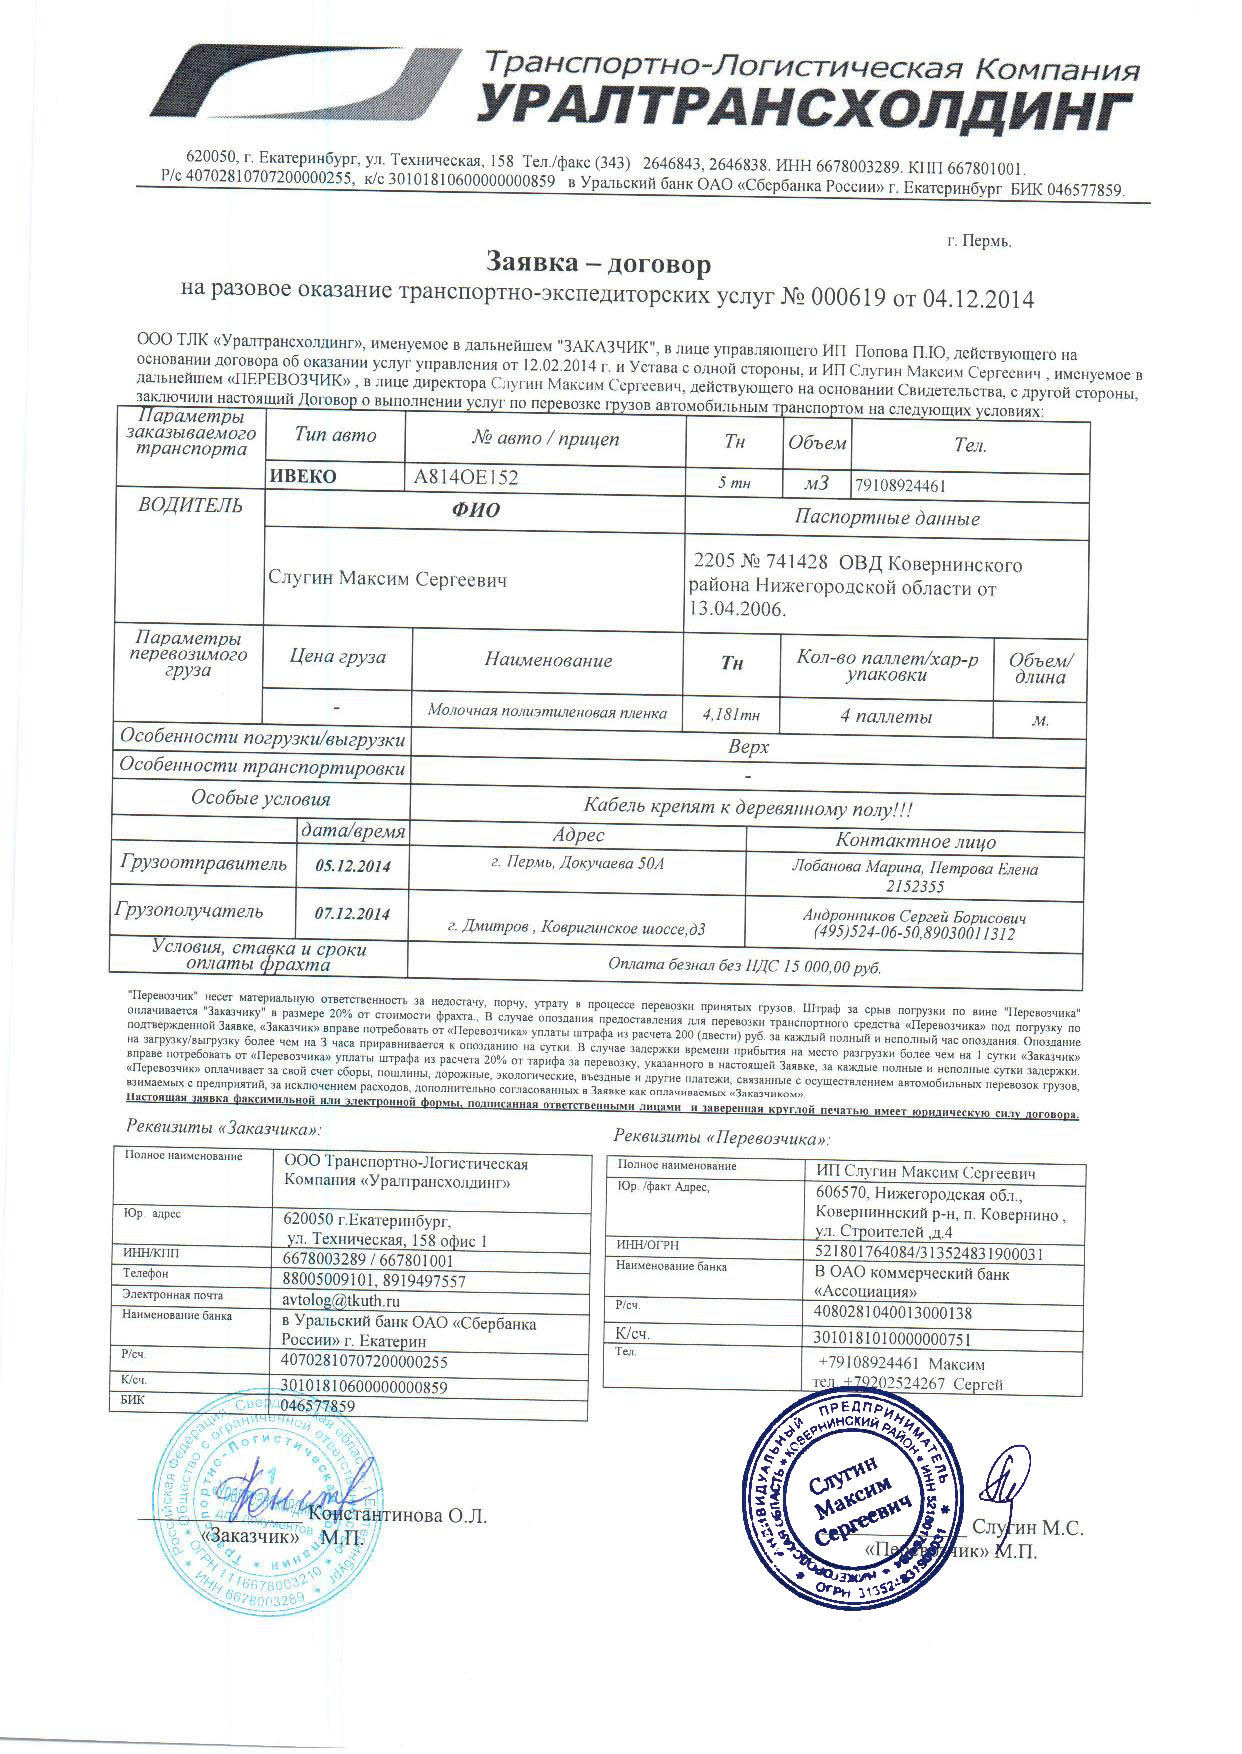 Транспортно-Логистическая Компания
УРАЛТРАНСХОЛДИНГ
620050, г. Екатеринбург, ул. Техническая, 158 Тел./факс (343) 2646843, 2646838. ИНН 6678003289. КПП 667801001.
Р/с 40702810707200000255, к/с 30101810600000000859 в Уральский банк ОАО «Сбербанка России» г. Екатеринбург БИК 046577859.
г. Пермь.
Заявка – договор
на разовое оказание транспортно-экспедиторских услуг № 000619 от 04.12.2014
ООО ТЛК «Уралтрансхолдинг», именуемое в дальнейшем "ЗАКАЗЧИК", в лице управляющего ИП Попова П.Ю, действующего на
основании договора об оказании услуг управления от 12.02.2014 г. и Устава с одной стороны, и ИП Слугин Максим Сергеевич , именуемое в
дальнейшем «ПЕРЕВОЗЧИК» , в лице директора Слугин Максим Сергеевич, действующего на основании Свидетельства, с другой стороны,
заключили настоящий Договор о выполнении услуг по перевозке грузов автомобильным транспортом на следующих условиях:
Параметры
заказываемого
транспорта
Тип авто
№ авто / прицеп
Тн
Объем
Тел.
ИВЕКО
А814ОЕ152
5 тн
м3
79108924461
ВОДИТЕЛЬ
ФИО
Паспортные данные
Слугин Максим Сергеевич
2205 № 741428 ОВД Ковернинского
района Нижегородской области от
13.04.2006.
Параметры
перевозимого
груза
Цена груза
Наименование
Тн
Кол-во паллет/хар-р
упаковки
Объем/
длина
-
Молочная полиэтиленовая пленка
4,181тн
4 паллеты
м.
Особенности погрузки/выгрузки
Верх
Особенности транспортировки
-
Особые условия
Кабель крепят к деревянному полу!!!
дата/время
Адрес
Контактное лицо
Грузоотправитель
05.12.2014
г. Пермь, Докучаева 50А
Лобанова Марина, Петрова Елена
2152355
Грузополучатель
07.12.2014
г. Дмитров , Ковригинское шоссе,д3
Андронников Сергей Борисович
(495)524-06-50,89030011312
Условия, ставка и сроки
оплаты фрахта
Оплата безнал без НДС 15 000,00 руб.
"Перевозчик" несет материальную ответственность за недостачу, порчу, утрату в процессе перевозки принятых грузов. Штраф за срыв погрузки по вине "Перевозчика"
оплачивается "Заказчику" в размере 20% от стоимости фрахта., В случае опоздания предоставления для перевозки транспортного средства «Перевозчика» под погрузку по
подтвержденной Заявке, «Заказчик» вправе потребовать от «Перевозчика» уплаты штрафа из расчета 200 (двести) руб. за каждый полный и неполный час опоздания. Опоздание
на загрузку/выгрузку более чем на 3 часа приравнивается к опозданию на сутки. В случае задержки времени прибытия на место разгрузки более чем на 1 сутки «Заказчик»
вправе потребовать от «Перевозчика» уплаты штрафа из расчета 20% от тарифа за перевозку, указанного в настоящей Заявке, за каждые полные и неполные сутки задержки.
«Перевозчик» оплачивает за свой счет сборы, пошлины, дорожные, экологические, въездные и другие платежи, связанные с осуществлением автомобильных перевозок грузов,
взимаемых с предприятий, за исключением расходов, дополнительно согласованных в Заявке как оплачиваемых «Заказчиком»
Настоящая заявка факсимильной или электронной формы, подписанная ответственными лицами и заверенная круглой печатью имеет юридическую силу договора.
Реквизиты «Заказчика»:
Полное наименование
ООО Транспортно-Логистическая
Компания «Уралтрансхолдинг»
Юр. адрес
620050 г.Екатеринбург,
ул. Техническая, 158 офис 1
ИНН/КПП
6678003289 / 667801001
Телефон
88005009101, 8919497557
Электронная почта
avtolog@tkuth.ru
Наименование банка
в Уральский банк ОАО «Сбербанка
России» г. Екатерин
Р/сч.
40702810707200000255
К/сч.
30101810600000000859
БИК
046577859
Реквизиты «Перевозчика»:
Полное наименование
ИП Слугин Максим Сергеевич
Юр. /факт Адрес,
606570, Нижегородская обл.,
Ковернинский р-н, п. Ковернино ,
ул. Строителей ,д.4
ИНН/ОГРН
521801764084/313524831900031
Наименование банка
В ОАО коммерческий банк
«Ассоциация»
Р/сч.
4080281040013000138
К/сч.
3010181010000000751
Тел.
+79108924461 Максим
тел. +79202524267 Сергей
Константинова О.Л.
«Заказчик» М.П.
Российская Федерация, Свердловская область, г. Екатеринбург
Общество с ограниченной ответственностью
Транспортно-Логистическая Компания
для документов
ОГРН 1116678003210
ИНН 6678003289
ИНДИВИДУАЛЬНЫЙ ПРЕДПРИНИМАТЕЛЬ
НИЖЕГОРОДСКАЯ ОБЛАСТЬ * КОВЕРНИНСКИЙ РАЙОН * ИНН 521801764084
Слугин
Максим
Сергеевич
ОГРН 313524831900031
Слугин М.С.
«Перевозчик» М.П.